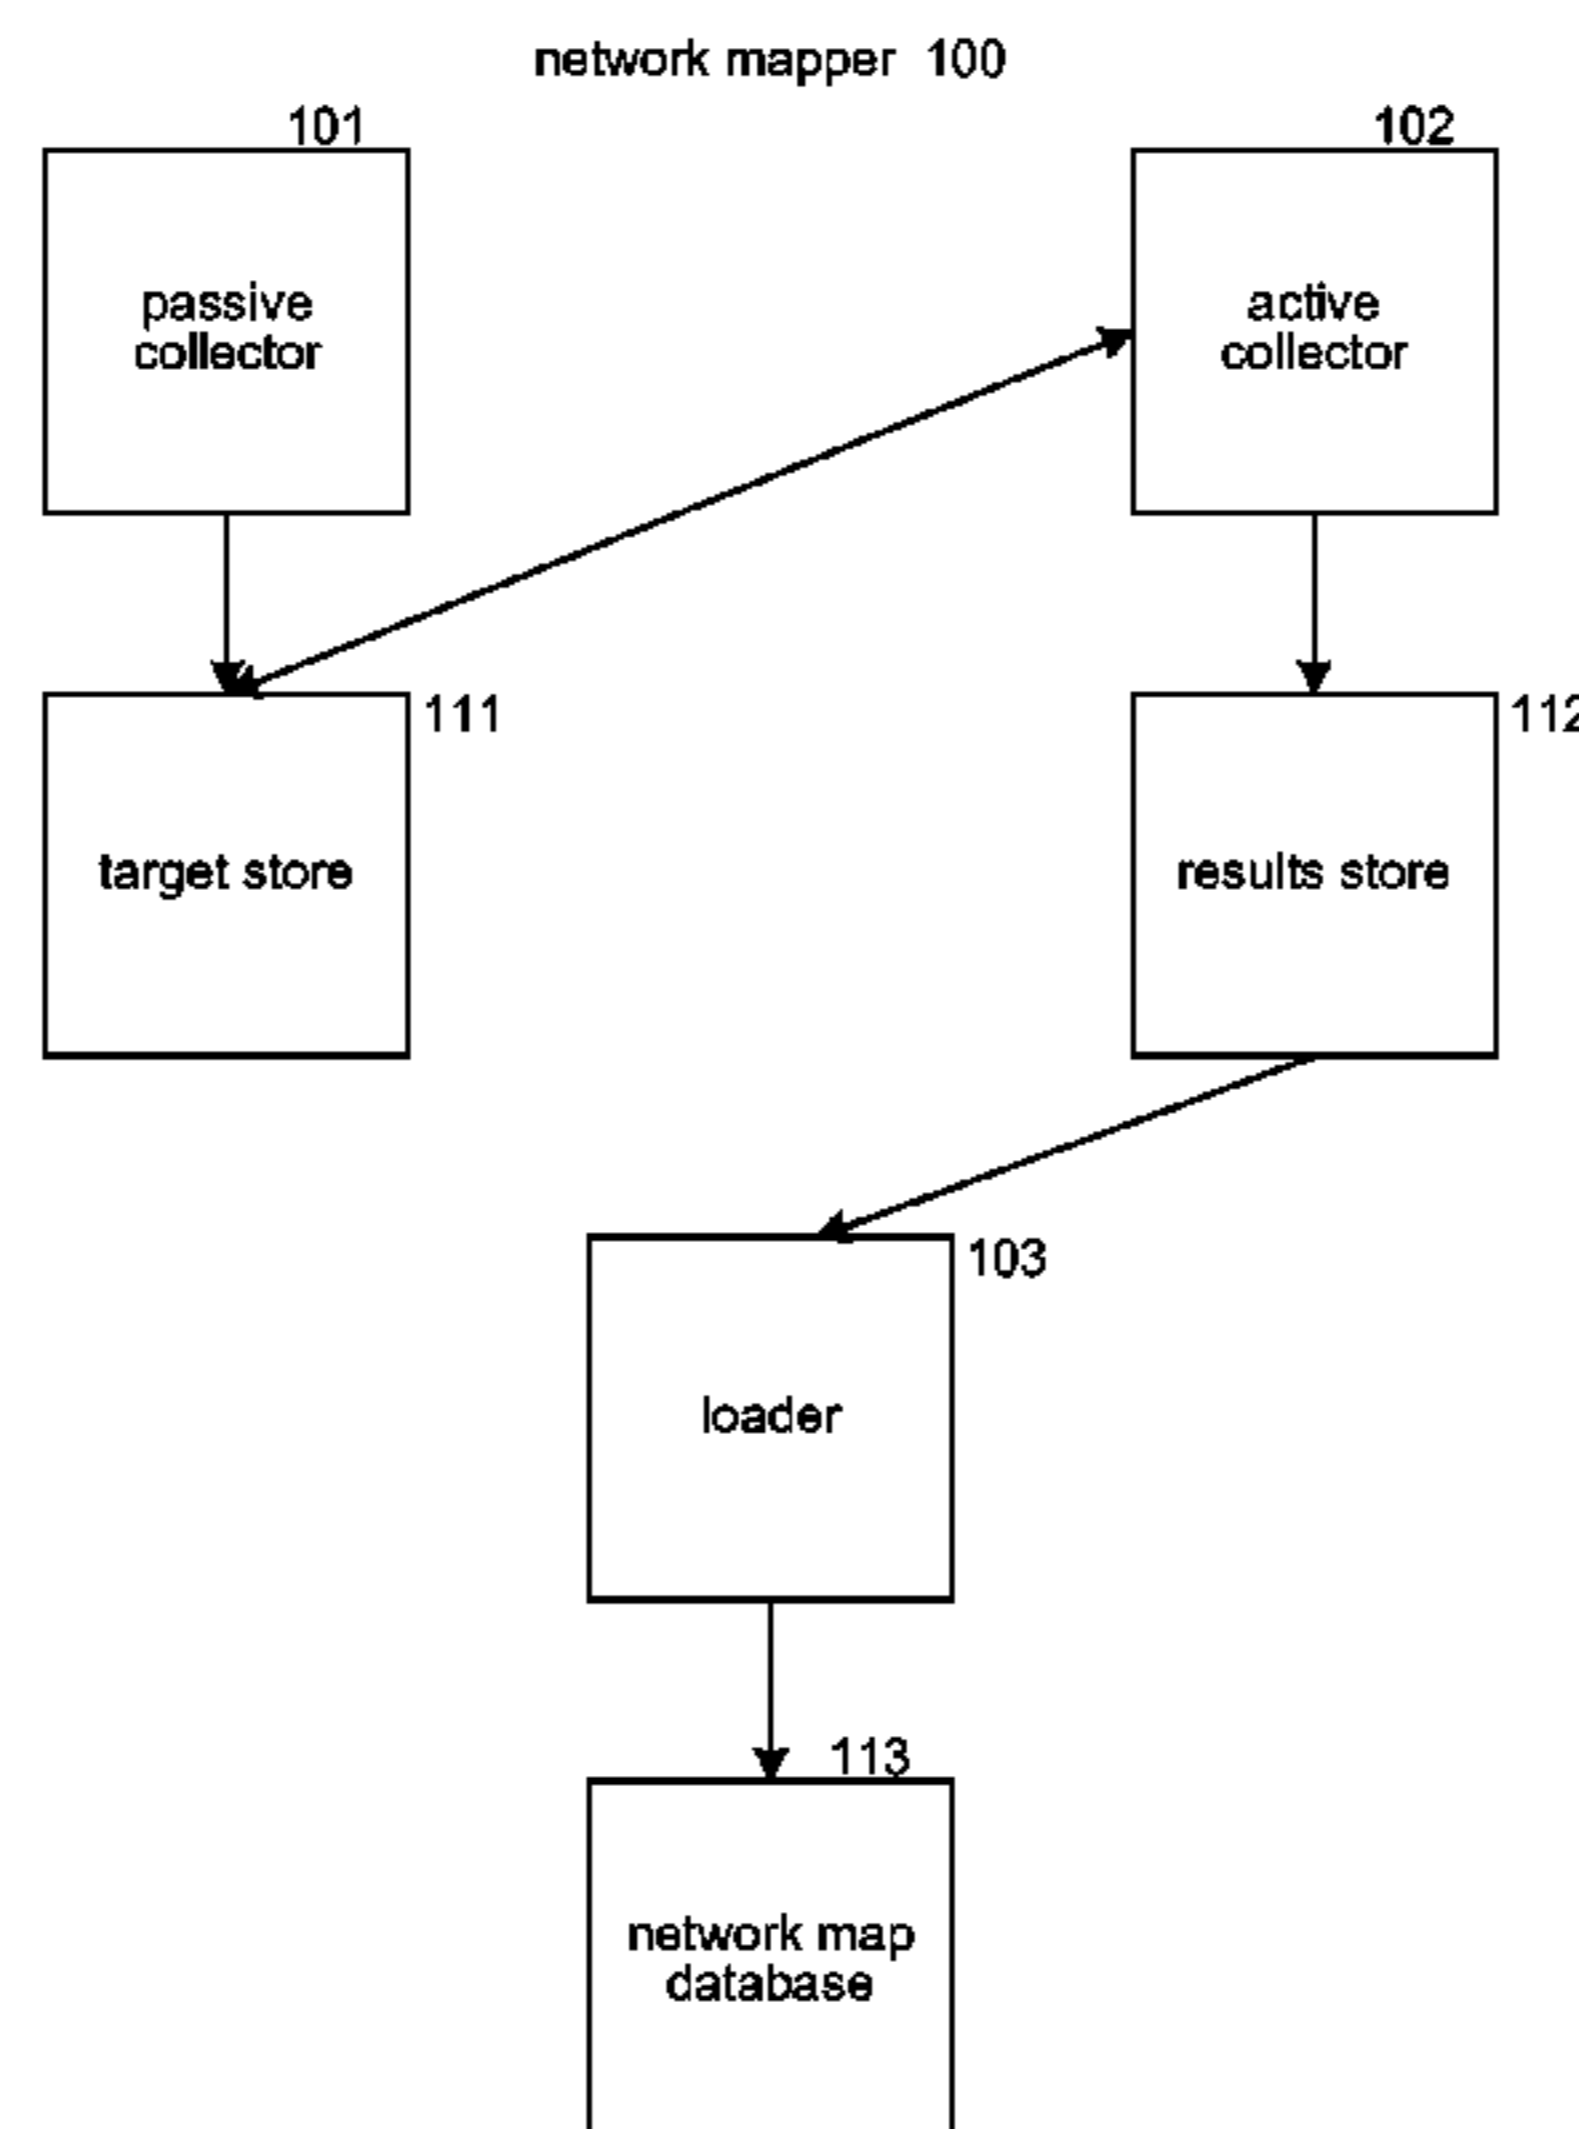 network mapper 100
101
102
passive
collector
active
collector
111
112
target store
results store
103
loader
113
network map
database